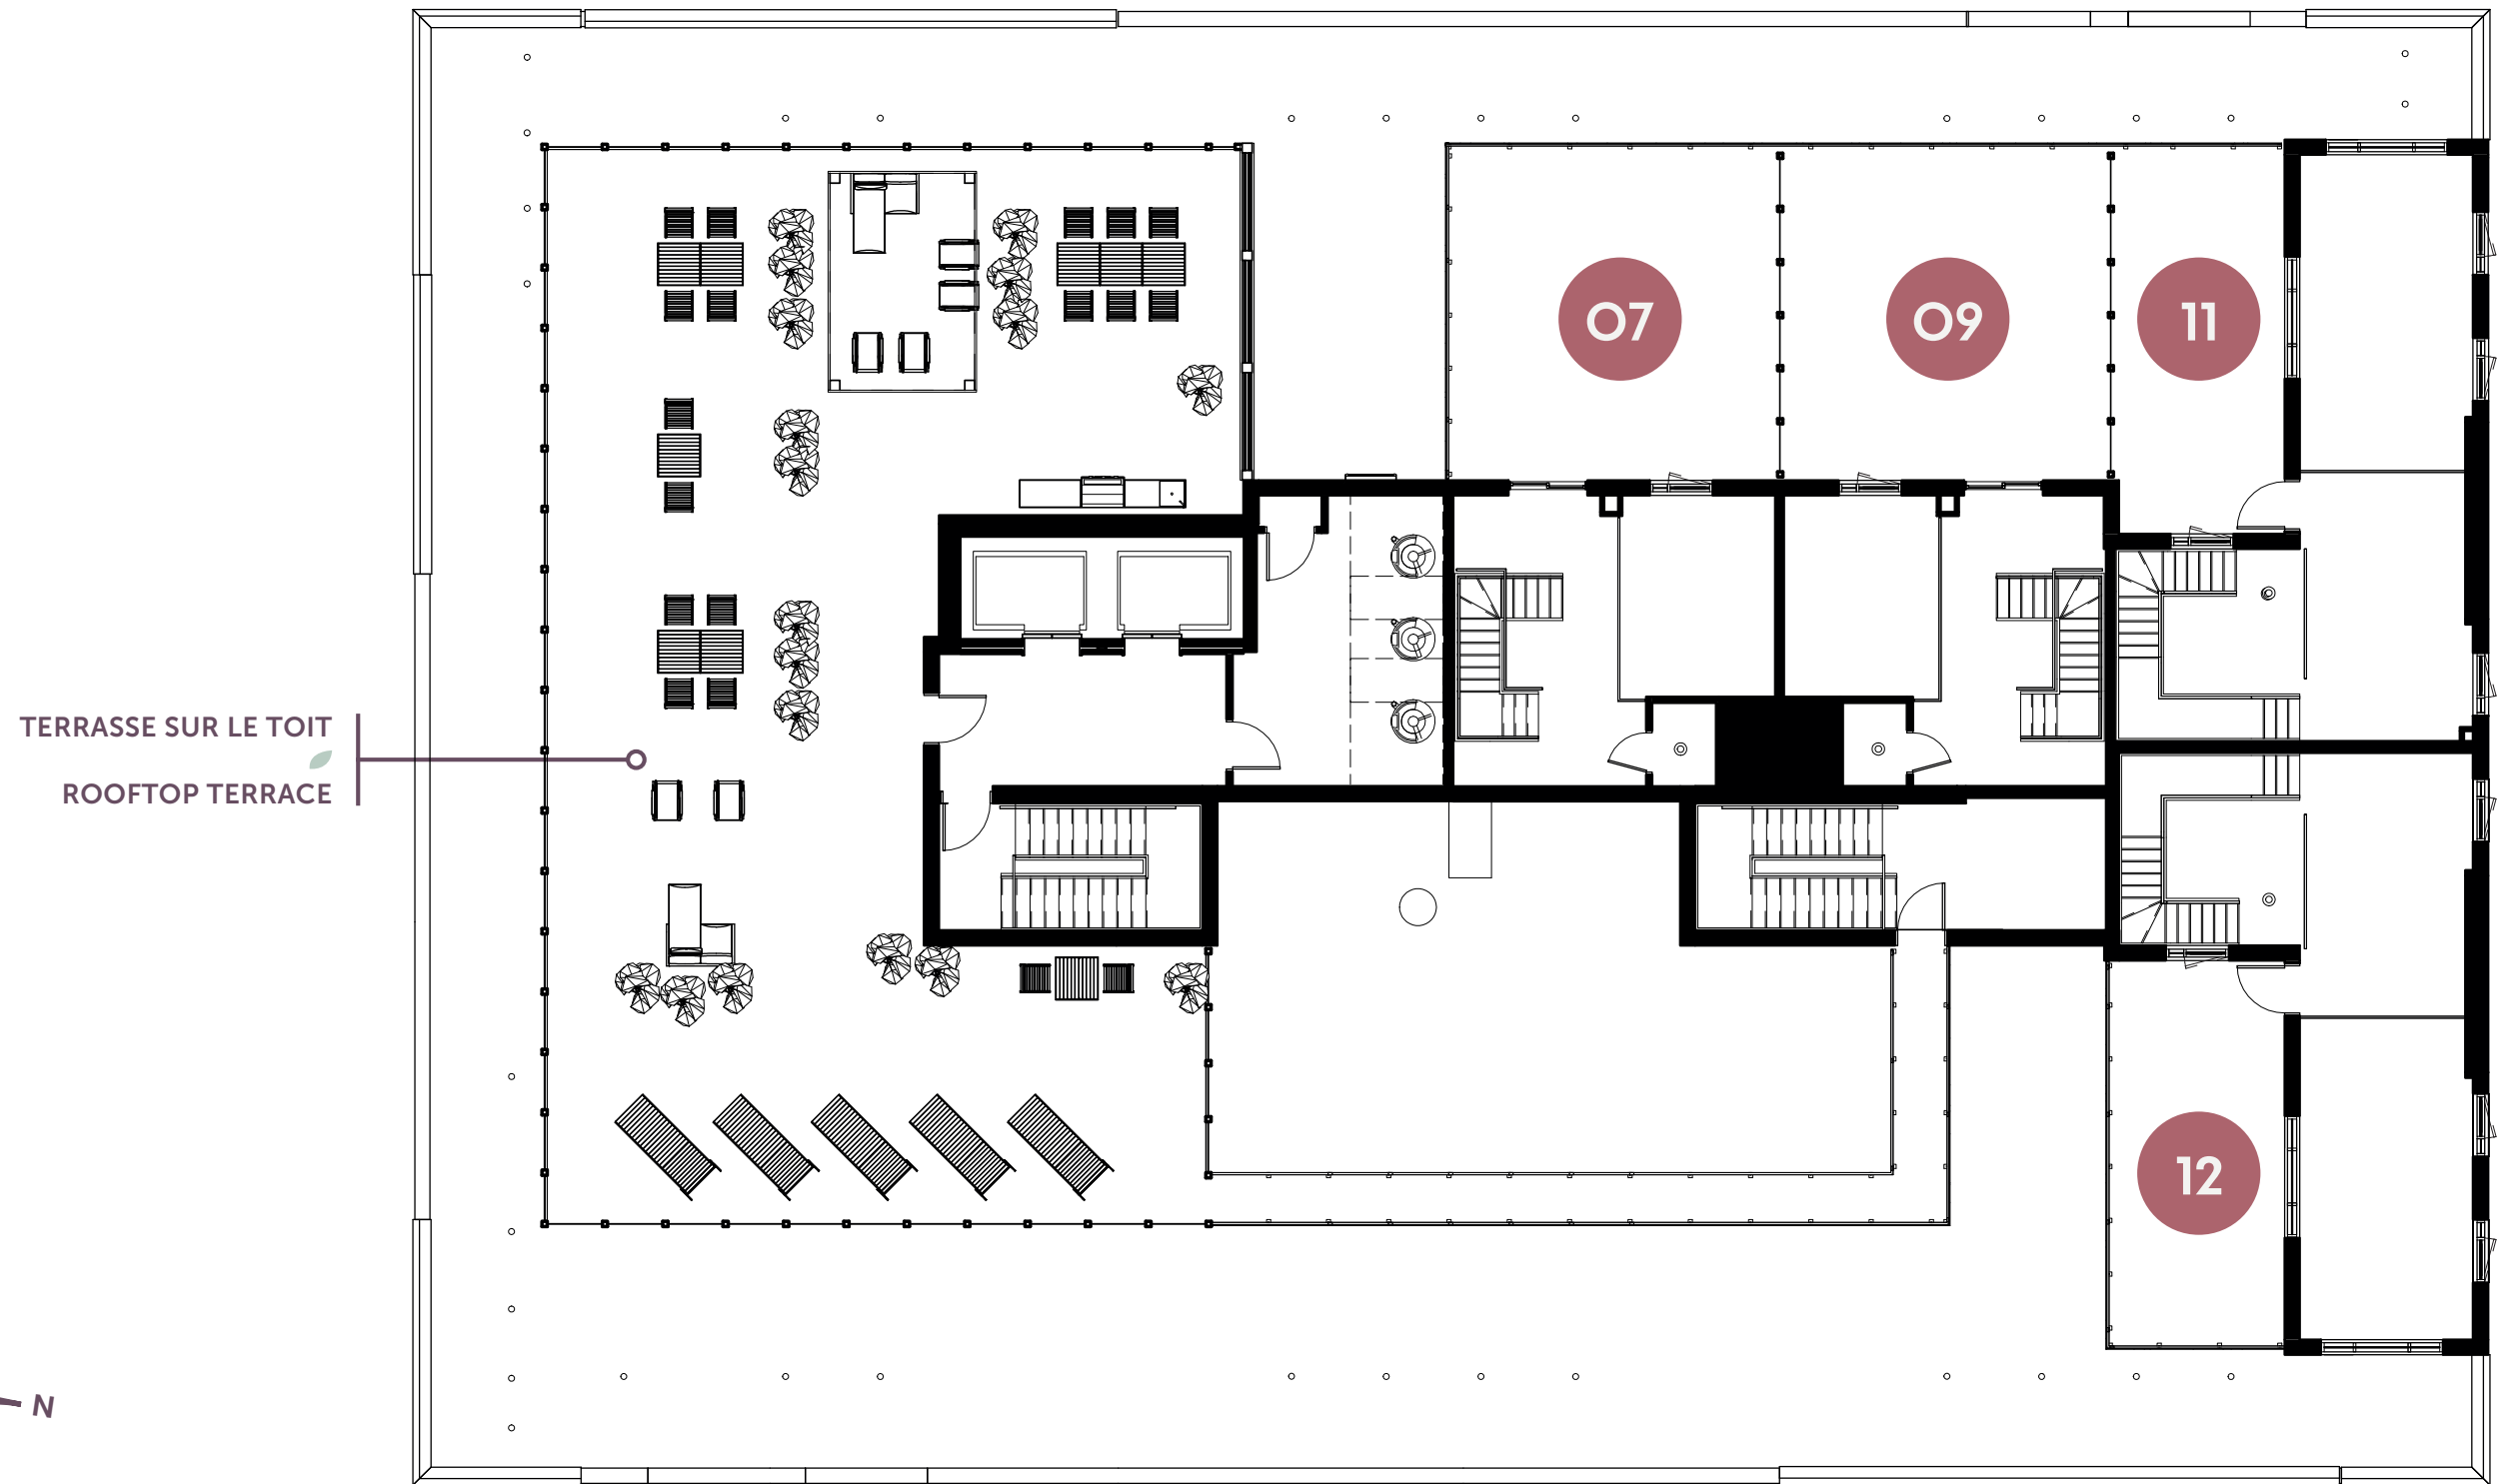 07
09
11
TERRASSE SUR LE TOIT
ROOFTOP TERRACE
12
N